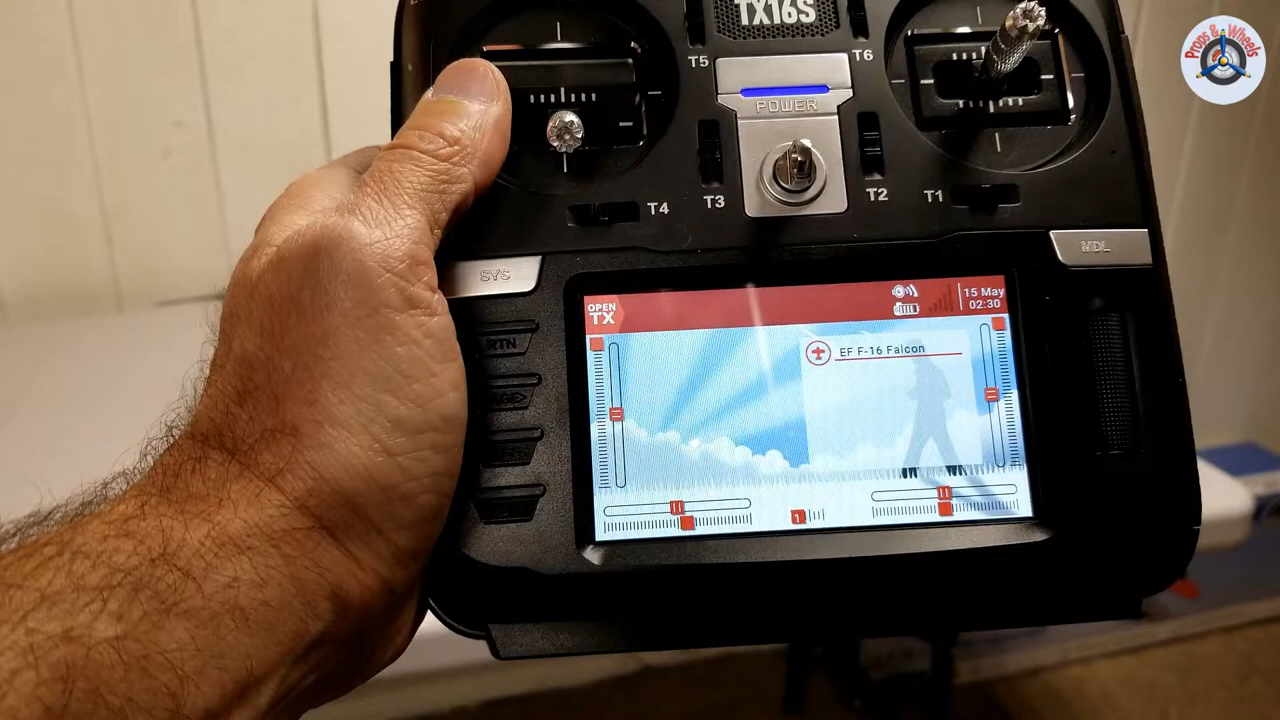 TX16S
Props & Wheels
T5
T6
POWER
T4
T3
T2
T1
SYS
MDL
RTN
OPEN
TX
15 May
02:30
EF F-16 Falcon
1